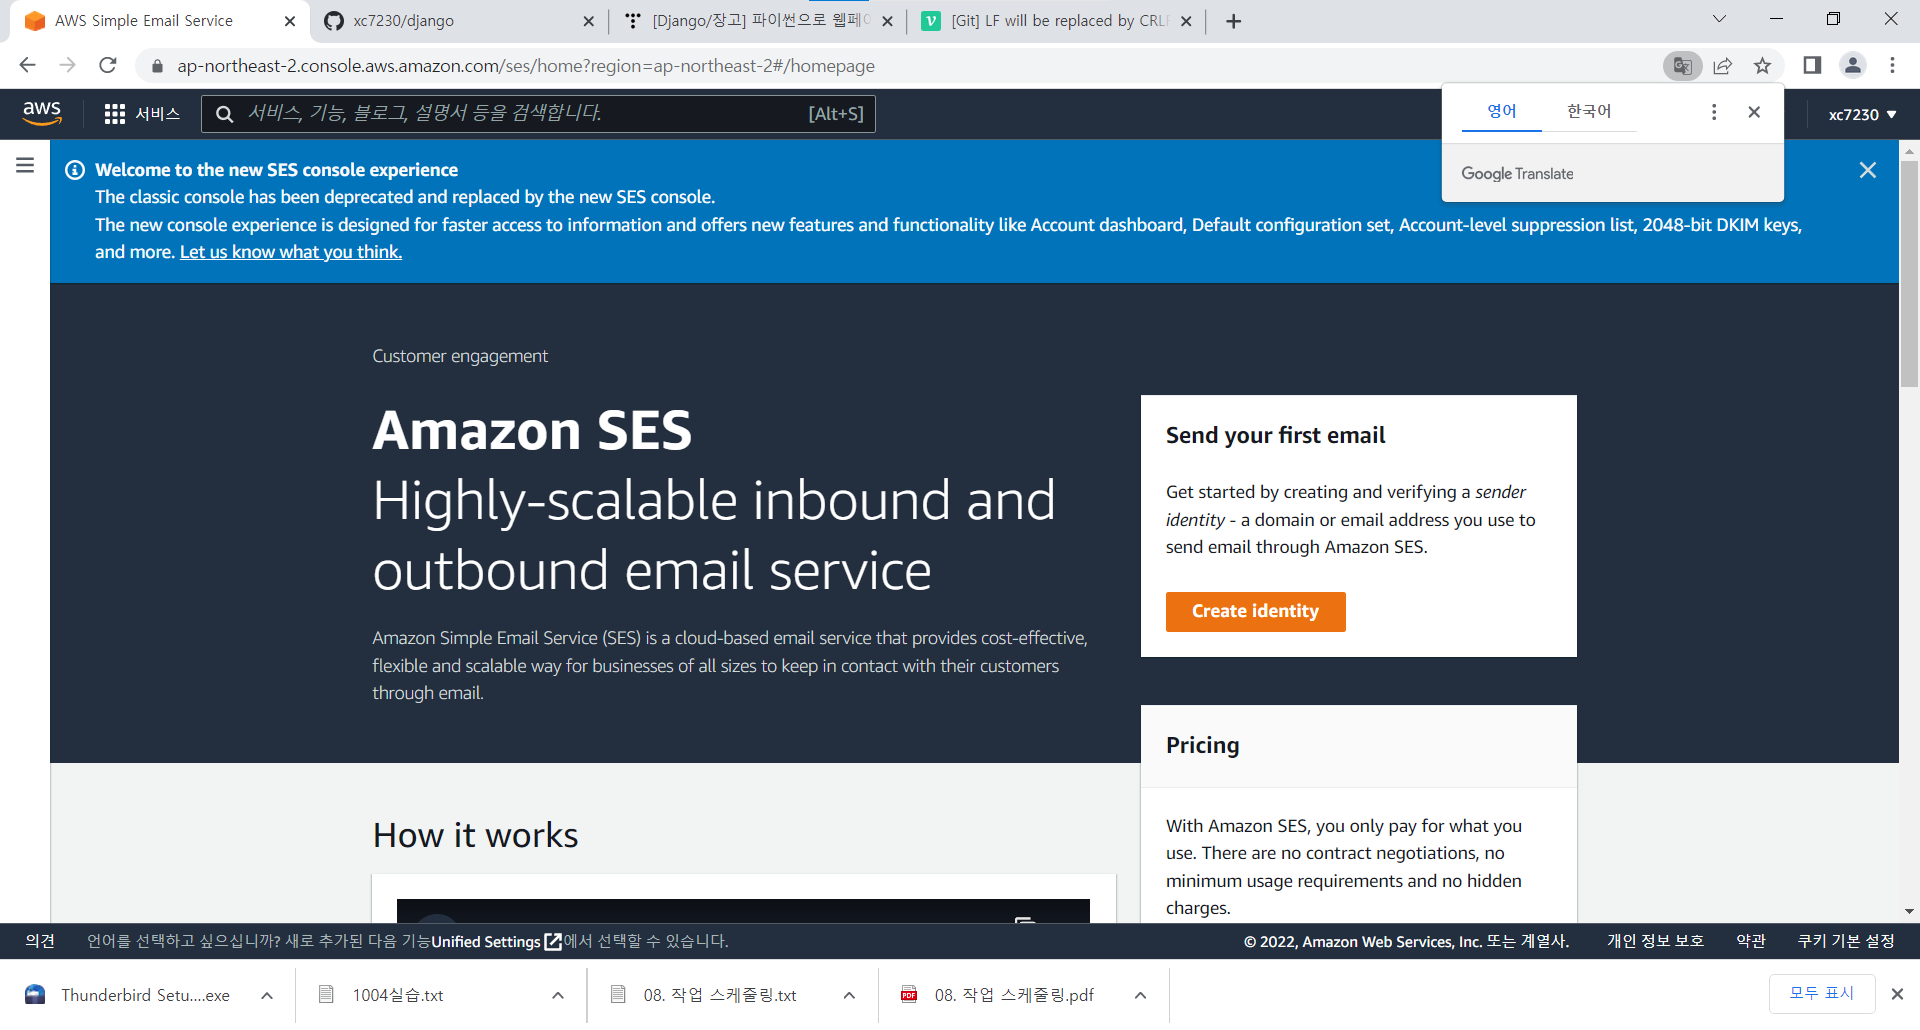 AWS Simple Email Service
xc7230/django
[Django/장고] 파이썬으로 웹페이
[Git] LF will be replaced by CRLF
ap-northeast-2.console.aws.amazon.com/ses/home?region=ap-northeast-2#/homepage
aws
서비스
서비스, 기능, 블로그, 설명서 등을 검색합니다.
[Alt+S]
영어
한국어
Google Translate
xc7230
Welcome to the new SES console experience
The classic console has been deprecated and replaced by the new SES console.
The new console experience is designed for faster access to information and offers new features and functionality like Account dashboard, Default configuration set, Account-level suppression list, 2048-bit DKIM keys,
and more. Let us know what you think.
Customer engagement
Amazon SES
Highly-scalable inbound and
outbound email service
Amazon Simple Email Service (SES) is a cloud-based email service that provides cost-effective,
flexible and scalable way for businesses of all sizes to keep in contact with their customers
through email.
Send your first email
Get started by creating and verifying a sender
identity - a domain or email address you use to
send email through Amazon SES.
Create identity
Pricing
With Amazon SES, you only pay for what you
use. There are no contract negotiations, no
minimum usage requirements and no hidden
charges.
How it works
의견
언어를 선택하고 싶으십니까? 새로 추가된 다음 기능Unified Settings에서 선택할 수 있습니다.
© 2022, Amazon Web Services, Inc. 또는 계열사.
개인 정보 보호
약관
쿠키 기본 설정
Thunderbird Setu....exe
1004실습.txt
08. 작업 스케줄링.txt
PDF
08. 작업 스케줄링.pdf
모두 표시